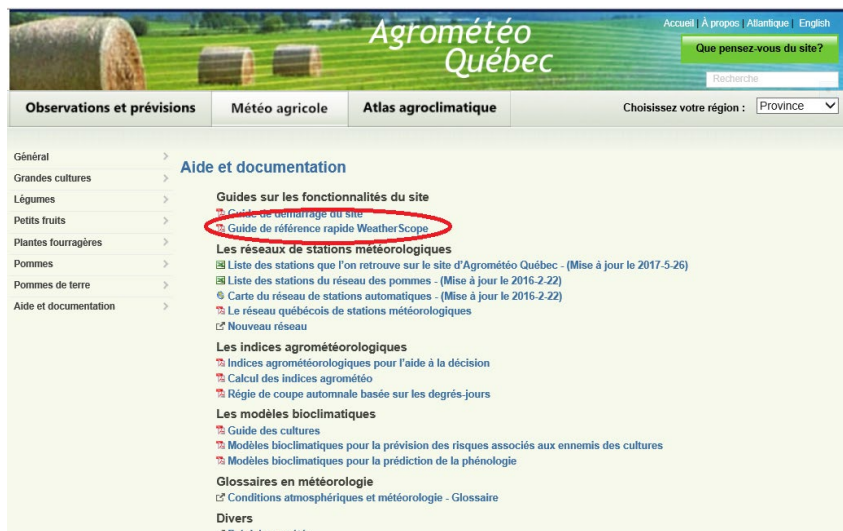 Agrométéo
Québec
Accueil | À propos | Atlantique | English
Que pensez-vous du site?
Recherche
Observations et prévisions
Météo agricole
Atlas agroclimatique
Choisissez votre région :
Province
Général
Grandes cultures
Légumes
Petits fruits
Plantes fourragères
Pommes
Pommes de terre
Aide et documentation
Aide et documentation
Guides sur les fonctionnalités du site
Guide de démarrage du site
Guide de référence rapide WeatherScope
Les réseaux de stations météorologiques
Liste des stations que l'on retrouve sur le site d'Agrométéo Québec - (Mise à jour le 2017-5-26)
Liste des stations du réseau des pommes - (Mise à jour le 2016-2-22)
Carte du réseau de stations automatiques - (Mise à jour le 2016-2-22)
Le réseau québécois de stations météorologiques
Nouveau réseau
Les indices agrométéorologiques
Indices agrométéorologiques pour l'aide à la décision
Calcul des indices agrométéo
Régie de coupe automnale basée sur les degrés-jours
Les modèles bioclimatiques
Guide des cultures
Modèles bioclimatiques pour la prévision des risques associés aux ennemis des cultures
Modèles bioclimatiques pour la prédiction de la phénologie
Glossaires en météorologie
Conditions atmosphériques et météorologie - Glossaire
Divers